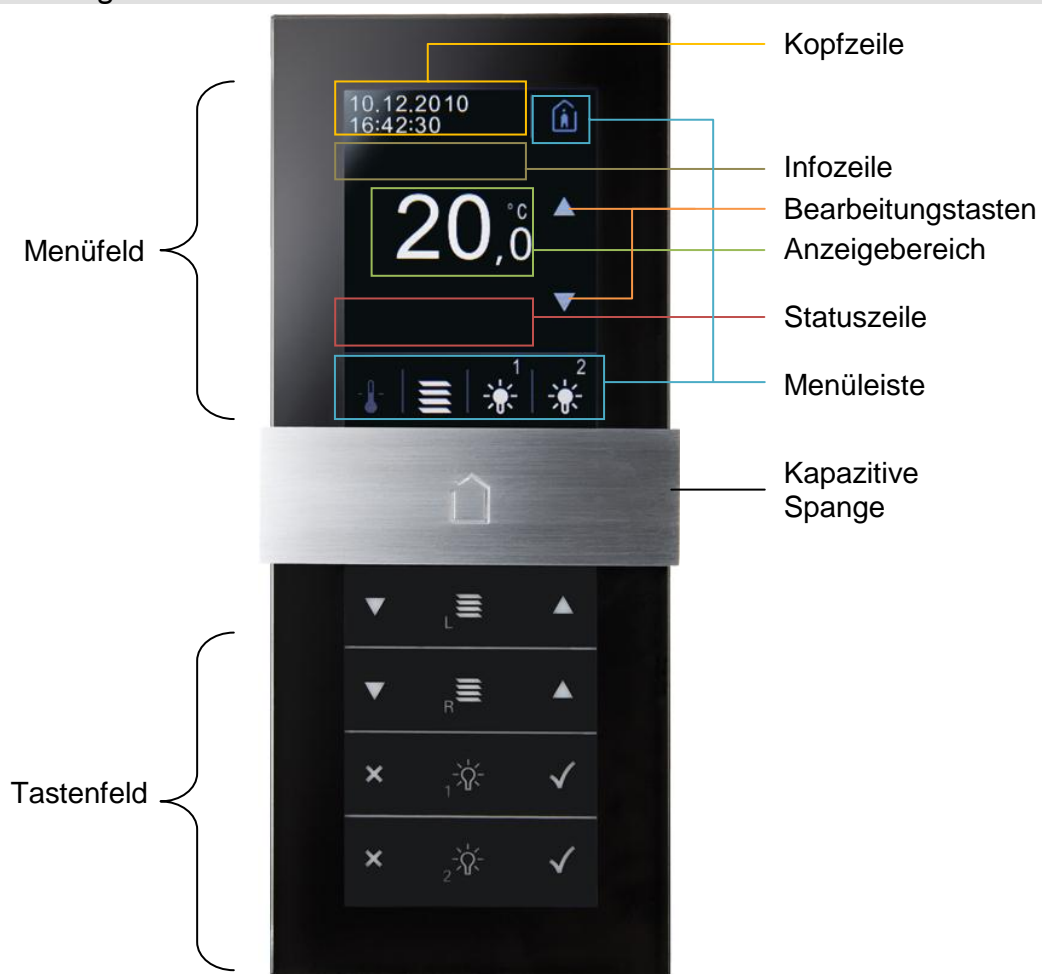 Kopfzeile
10.12.2010
16:42:30
Infozeile
Bearbeitungstasten
20,0 °C
Anzeigebereich
Menüfeld
Statuszeile
1
2
Menüleiste
Kapazitive
Spange
L
R
Tastenfeld
1
2